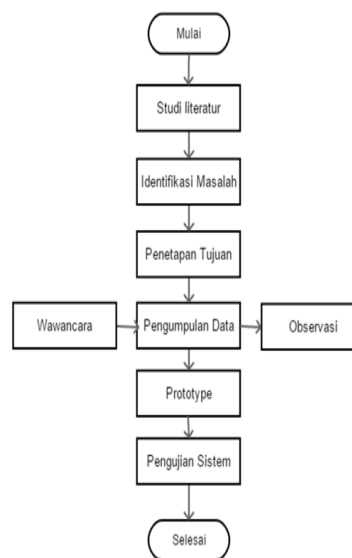 Mulai
Studi literatur
Identifikasi Masalah
Penetapan Tujuan
Wawancara
Pengumpulan Data
Observasi
Prototype
Pengujian Sistem
Selesai